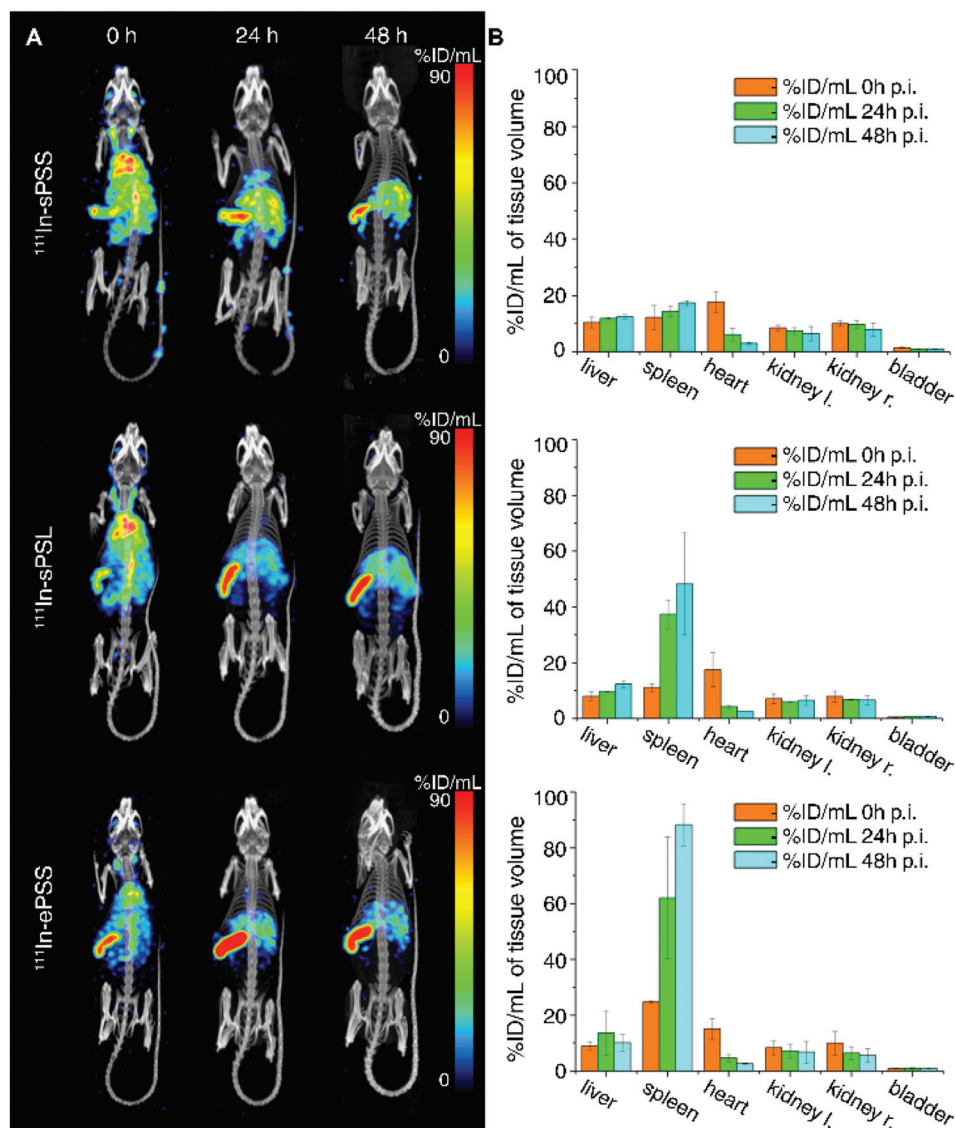 A
0 h
24 h
48 h
%ID/mL
90
0
¹¹¹In-sPSS
%ID/mL
90
0
¹¹¹In-sPSL
%ID/mL
90
0
¹¹¹In-ePSS
B
100
80
60
40
20
0
%ID/mL of tissue volume
%ID/mL 0h p.i.
%ID/mL 24h p.i.
%ID/mL 48h p.i.
liver
spleen
heart
kidney l.
kidney r.
bladder
100
80
60
40
20
0
%ID/mL of tissue volume
%ID/mL 0h p.i.
%ID/mL 24h p.i.
%ID/mL 48h p.i.
liver
spleen
heart
kidney l.
kidney r.
bladder
100
80
60
40
20
0
%ID/mL of tissue volume
%ID/mL 0h p.i.
%ID/mL 24h p.i.
%ID/mL 48h p.i.
liver
spleen
heart
kidney l.
kidney r.
bladder